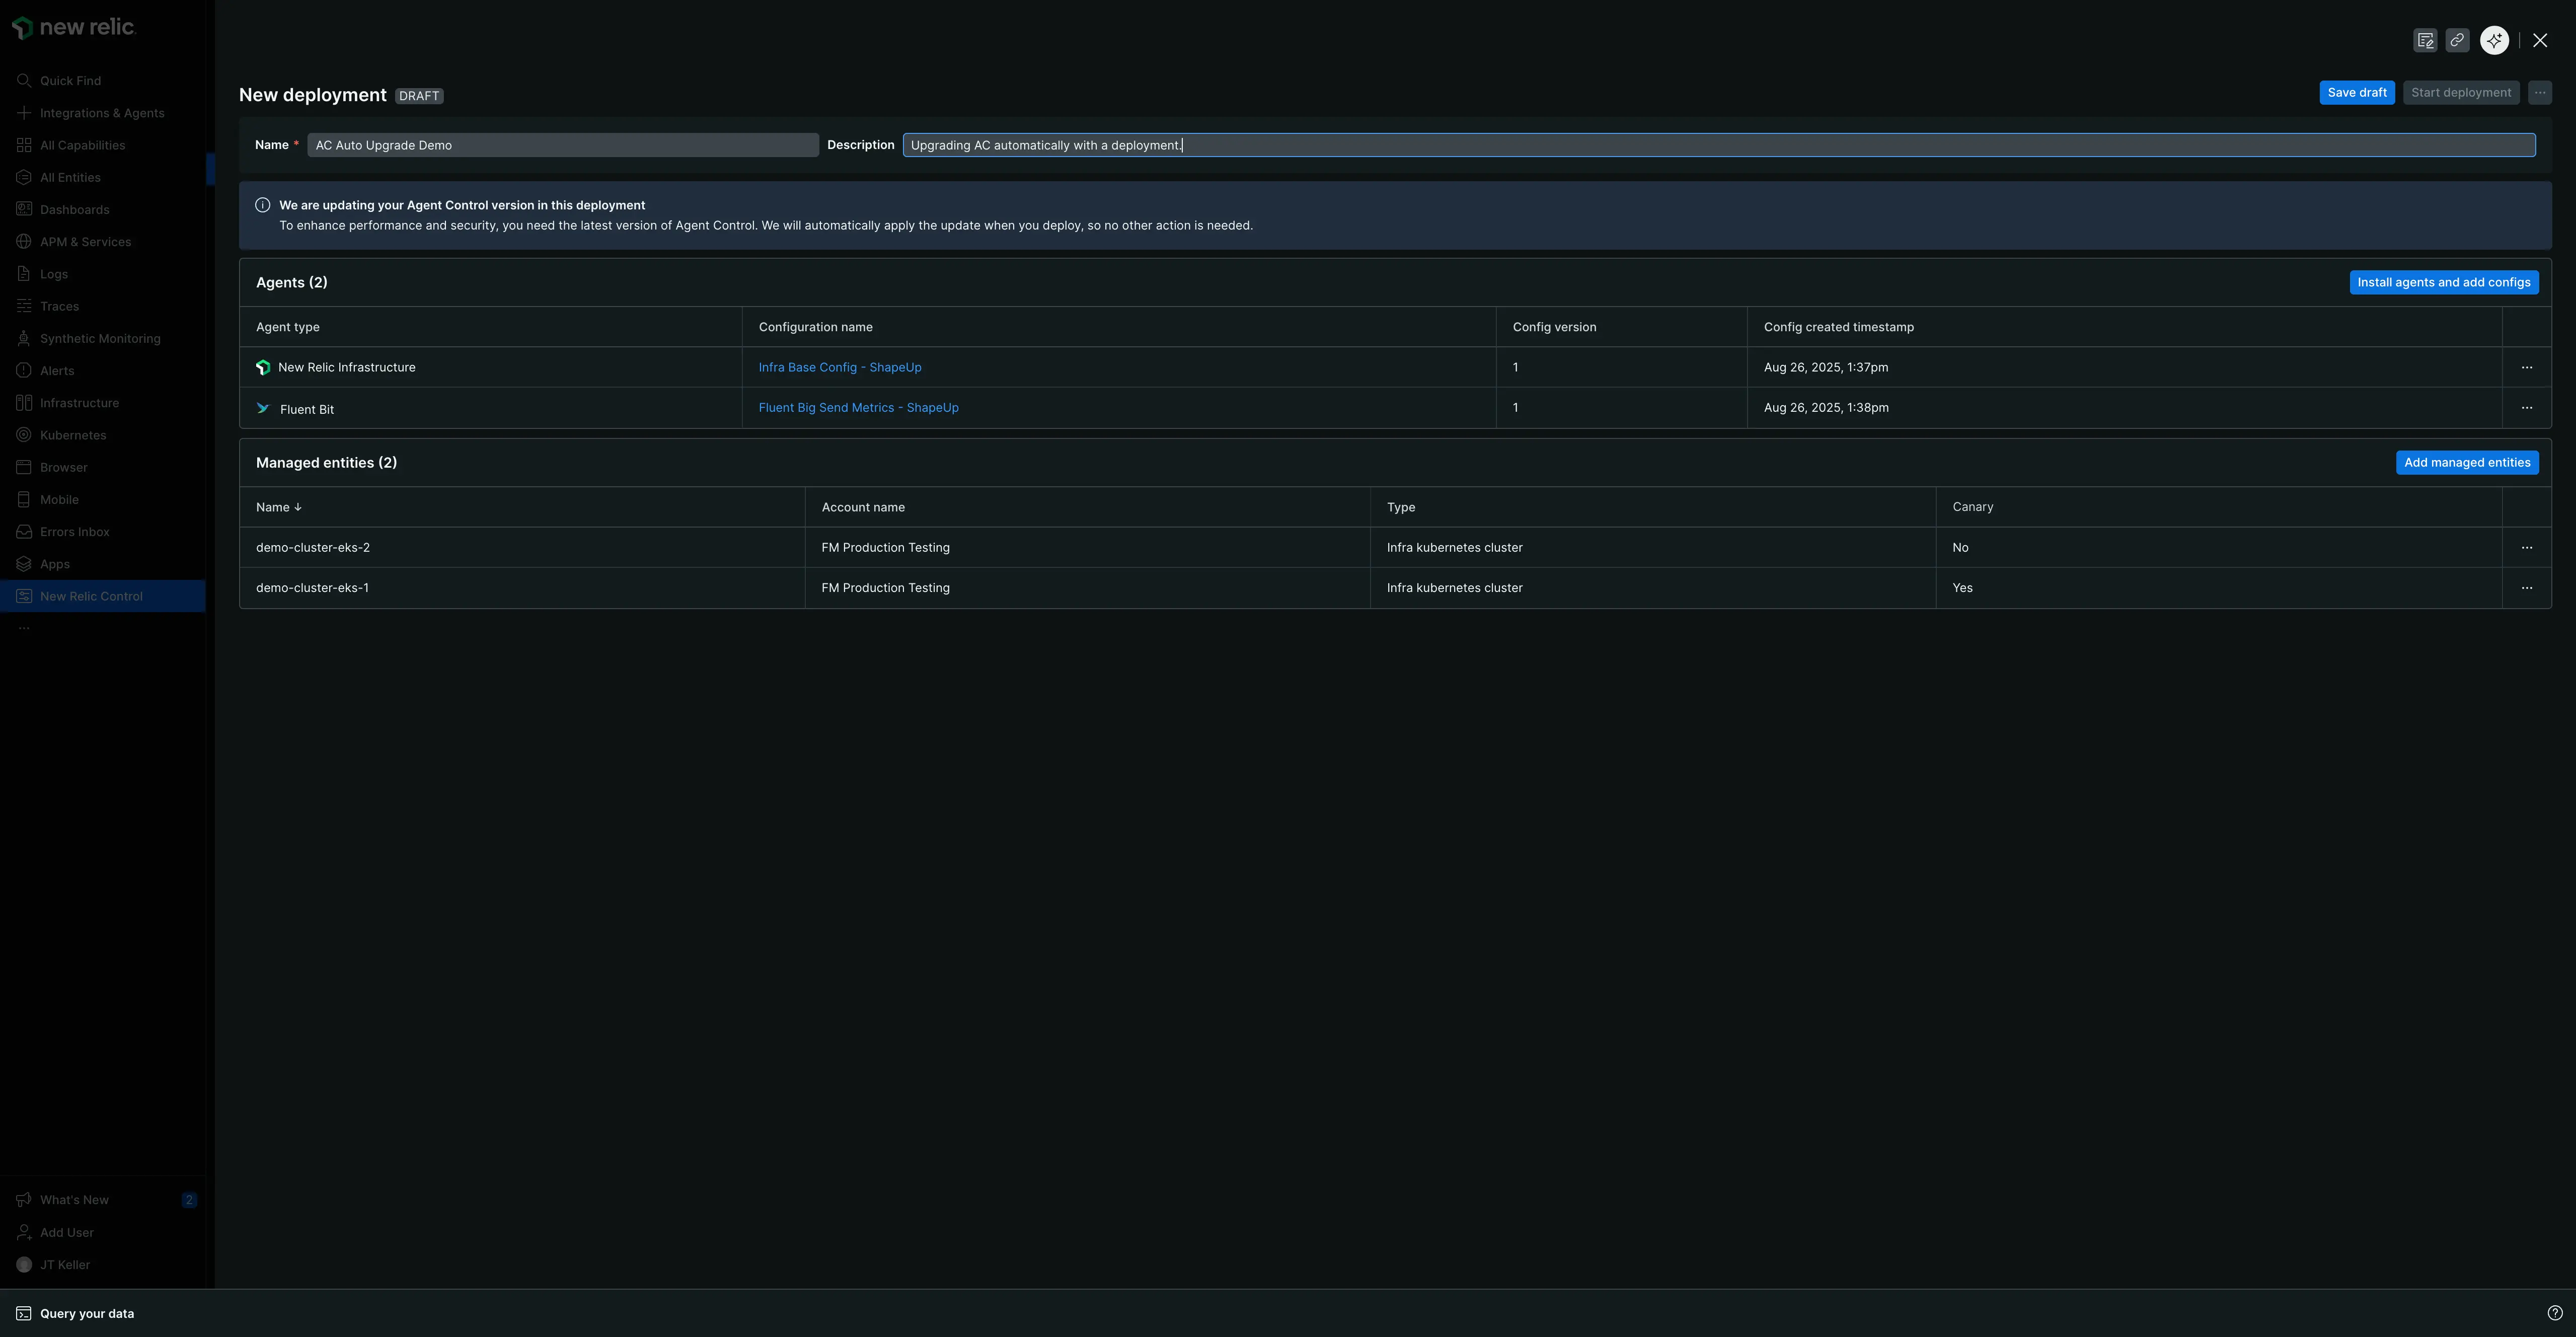 new relic.
Quick Find
Integrations & Agents
All Capabilities
All Entities
Dashboards
APM & Services
Logs
Traces
Synthetic Monitoring
Alerts
Infrastructure
Kubernetes
Browser
Mobile
Errors Inbox
Apps
New Relic Control
...
What's New 2
Add User
JT Keller
New deployment DRAFT
Save draft Start deployment ...
Name * AC Auto Upgrade Demo Description Upgrading AC automatically with a deployment.
We are updating your Agent Control version in this deployment
To enhance performance and security, you need the latest version of Agent Control. We will automatically apply the update when you deploy, so no other action is needed.
Agents (2) Install agents and add configs
Agent type Configuration name Config version Config created timestamp
New Relic Infrastructure Infra Base Config - ShapeUp 1 Aug 26, 2025, 1:37pm ...
Fluent Bit Fluent Big Send Metrics - ShapeUp 1 Aug 26, 2025, 1:38pm ...
Managed entities (2) Add managed entities
Name ↓ Account name Type Canary
demo-cluster-eks-2 FM Production Testing Infra kubernetes cluster No ...
demo-cluster-eks-1 FM Production Testing Infra kubernetes cluster Yes ...
Query your data